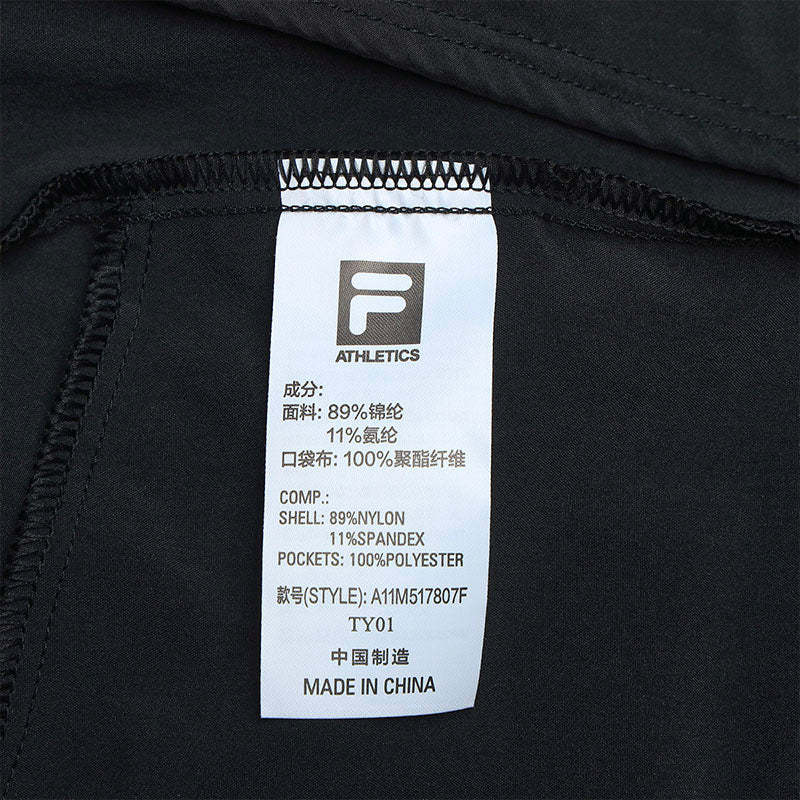 F
ATHLETICS
成分:
面料: 89%锦纶
11%氨纶
口袋布: 100%聚酯纤维
COMP.:
SHELL: 89%NYLON
11%SPANDEX
POCKETS: 100%POLYESTER
款号(STYLE): A11M517807F
TY01
中国制造
MADE IN CHINA